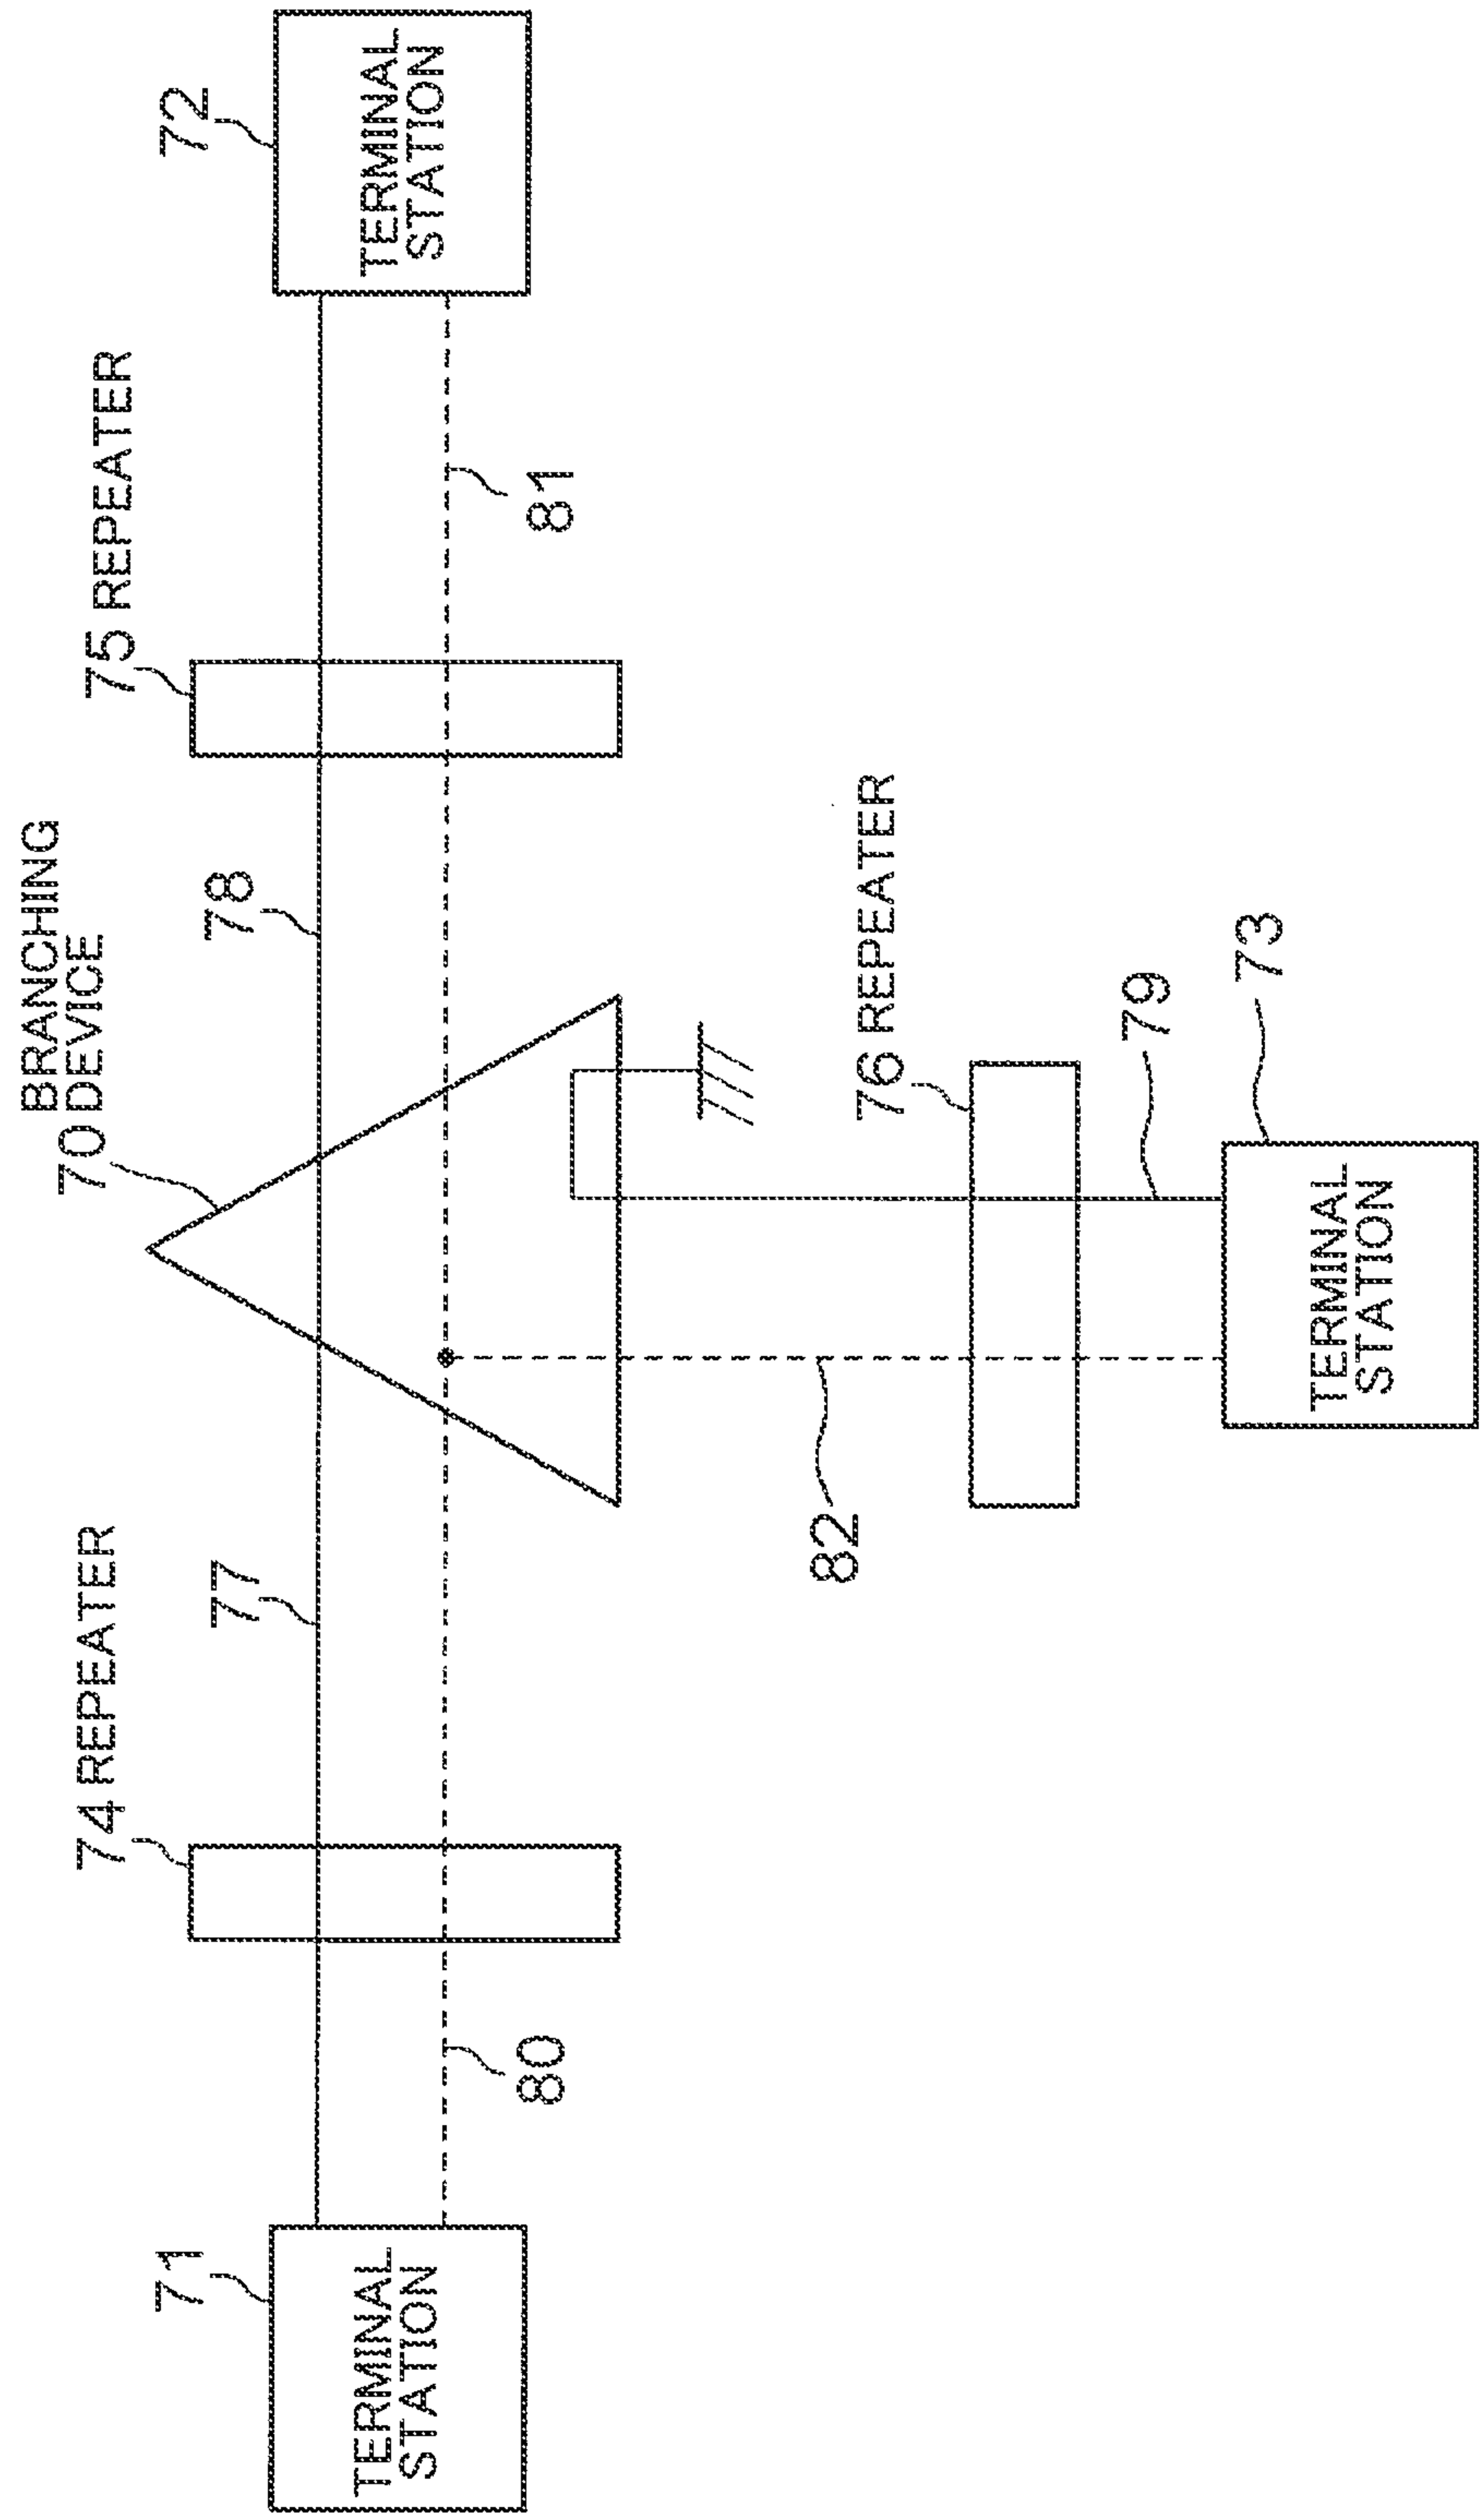 BRANCHING
70 DEVICE
71
74 REPEATER
77
78
75 REPEATER
72
TERMINAL
STATION
80
81
TERMINAL
STATION
82
76 REPEATER
79
73
TERMINAL
STATION